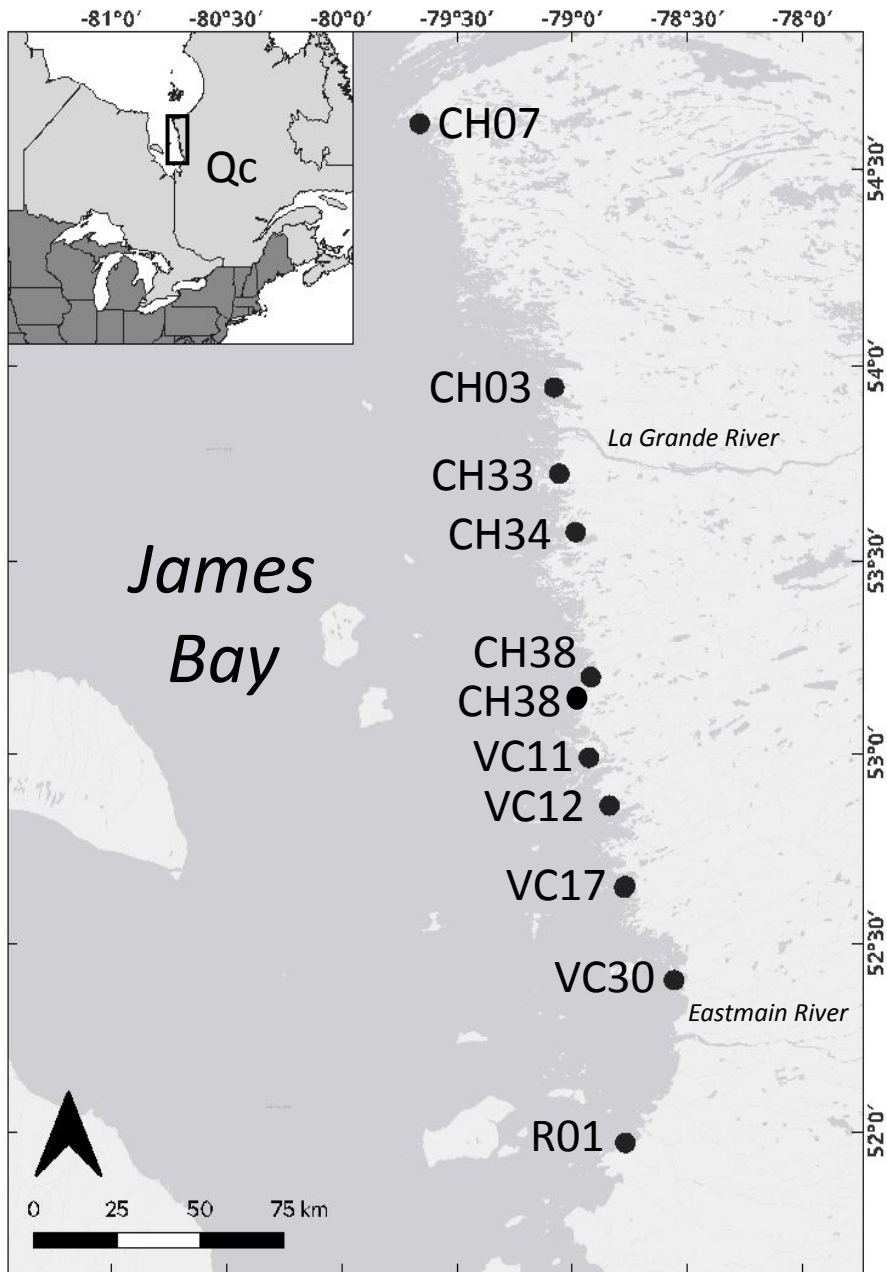 -81°0′ -80°30′ -80°0′ -79°30′ -79°0′ -78°30′ -78°0′
Qc
CH07
54°30′
54°0′
CH03
La Grande River
CH33
CH34
53°30′
James
Bay
CH38
CH38
53°0′
VC11
VC12
VC17
52°30′
VC30
Eastmain River
52°0′
R01
0 25 50 75 km